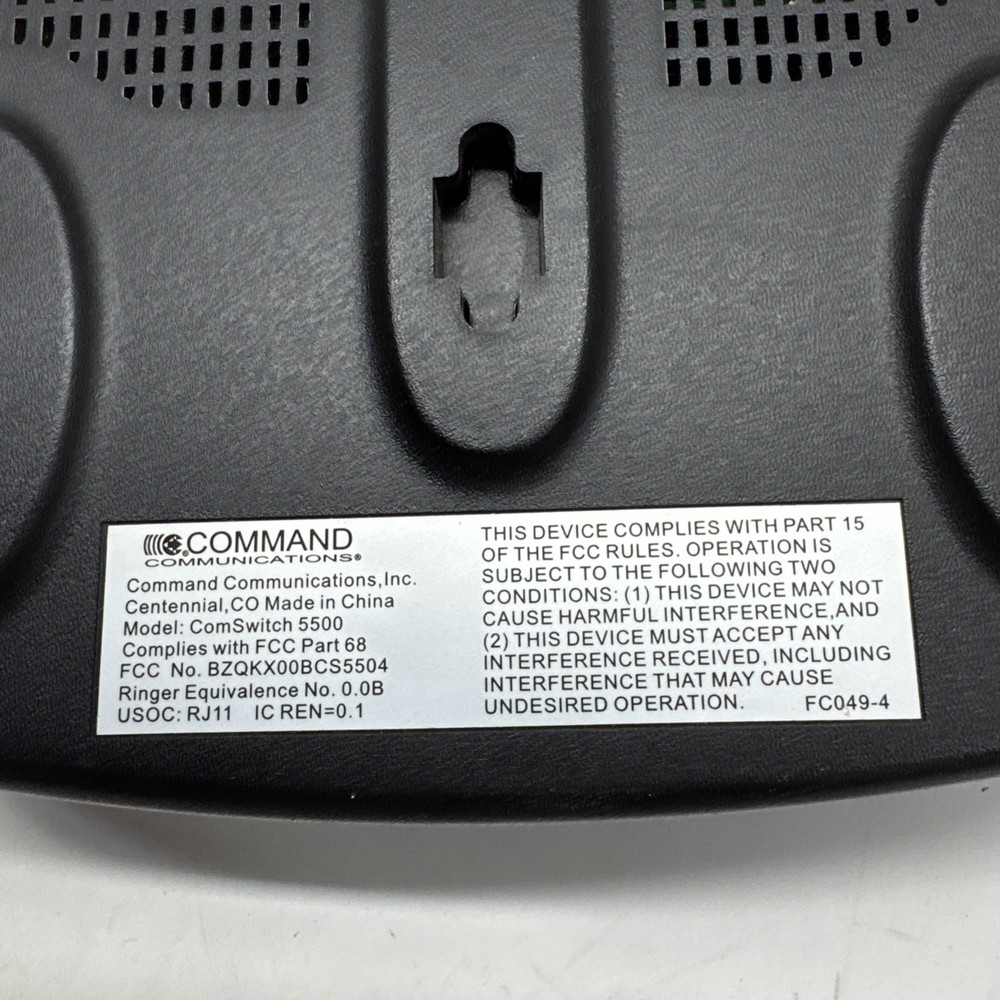 COMMAND
COMMUNICATIONS®
Command Communications,Inc.
Centennial,CO Made in China
Model: ComSwitch 5500
Complies with FCC Part 68
FCC No. BZQKX00BCS5504
Ringer Equivalence No. 0.0B
USOC: RJ11 IC REN=0.1
THIS DEVICE COMPLIES WITH PART 15
OF THE FCC RULES. OPERATION IS
SUBJECT TO THE FOLLOWING TWO
CONDITIONS: (1) THIS DEVICE MAY NOT
CAUSE HARMFUL INTERFERENCE,AND
(2) THIS DEVICE MUST ACCEPT ANY
INTERFERENCE RECEIVED, INCLUDING
INTERFERENCE THAT MAY CAUSE
UNDESIRED OPERATION. FC049-4